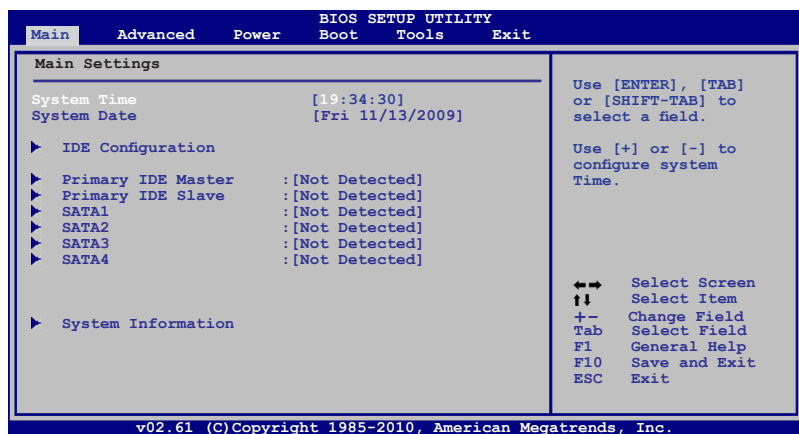 BIOS SETUP UTILITY
Main Advanced Power Boot Tools Exit
Main Settings
System Time [19:34:30]
System Date [Fri 11/13/2009]
IDE Configuration
Primary IDE Master :[Not Detected]
Primary IDE Slave :[Not Detected]
SATA1 :[Not Detected]
SATA2 :[Not Detected]
SATA3 :[Not Detected]
SATA4 :[Not Detected]
System Information
Use [ENTER], [TAB]
or [SHIFT-TAB] to
select a field.
Use [+] or [-] to
configure system
Time.
←→ Select Screen
↑↓ Select Item
+- Change Field
Tab Select Field
F1 General Help
F10 Save and Exit
ESC Exit
v02.61 (C)Copyright 1985-2010, American Megatrends, Inc.